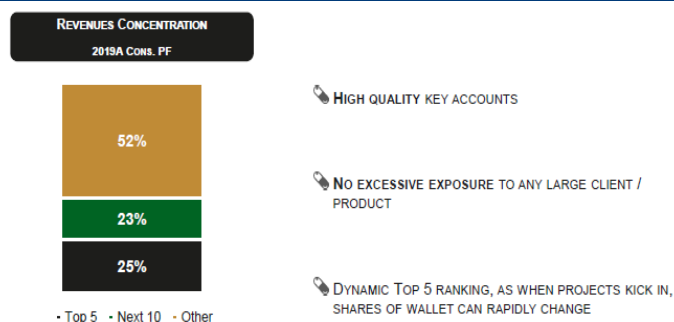 REVENUES CONCENTRATION
2019A CONS. PF
52%
23%
25%
▪ Top 5 ▪ Next 10 ▪ Other
HIGH QUALITY KEY ACCOUNTS
NO EXCESSIVE EXPOSURE TO ANY LARGE CLIENT /
PRODUCT
DYNAMIC TOP 5 RANKING, AS WHEN PROJECTS KICK IN,
SHARES OF WALLET CAN RAPIDLY CHANGE